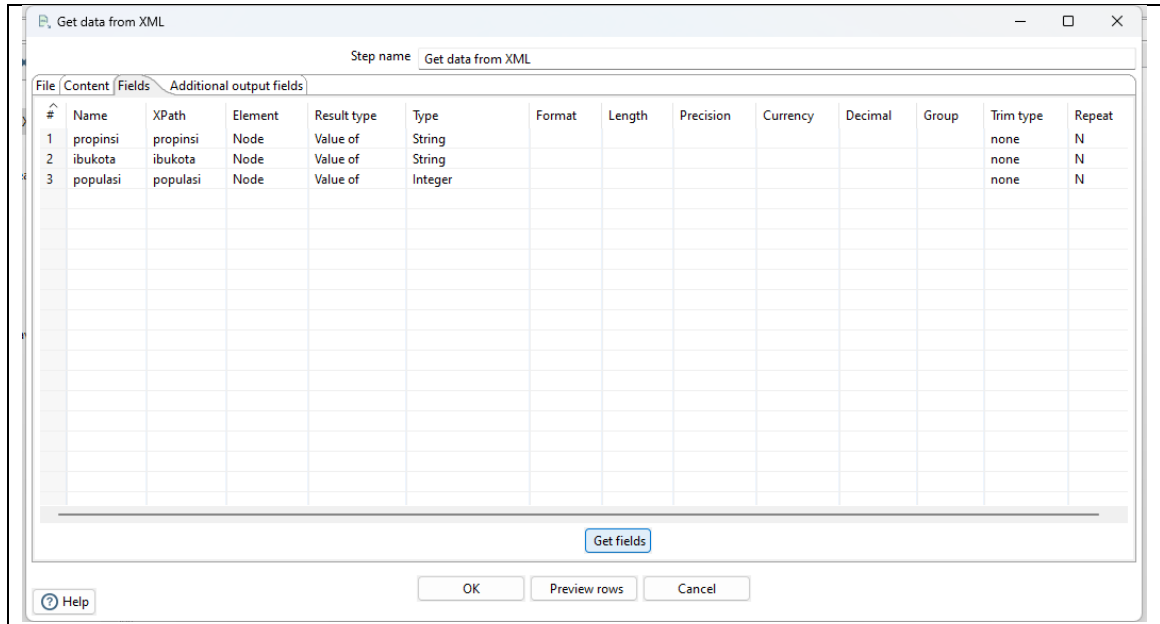 Get data from XML
Step name Get data from XML
File Content Fields Additional output fields
# Name XPath Element Result type Type Format Length Precision Currency Decimal Group Trim type Repeat
1 propinsi propinsi Node Value of String none N
2 ibukota ibukota Node Value of String none N
3 populasi populasi Node Value of Integer none N
Get fields
OK Preview rows Cancel
Help